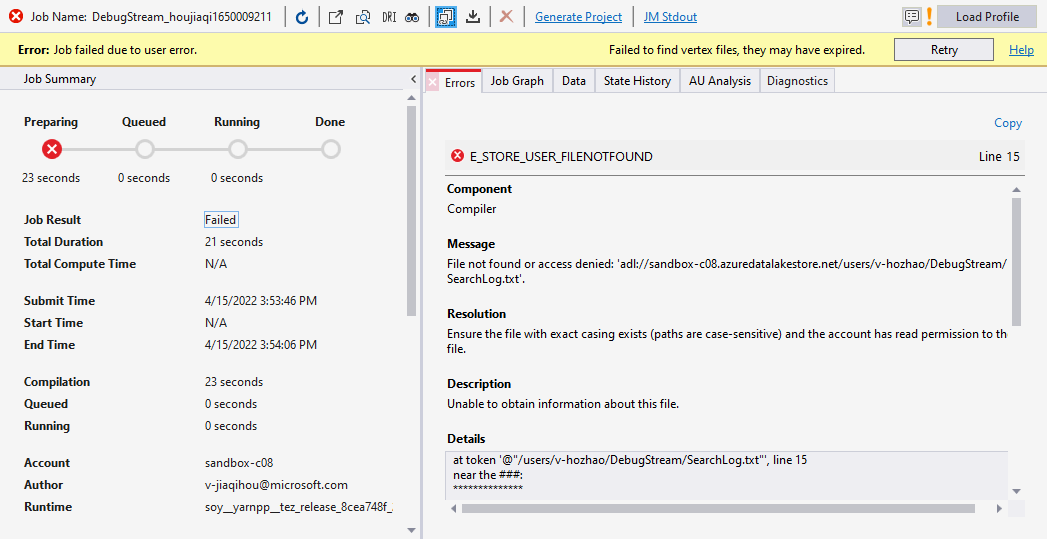 Job Name: DebugStream_houjiaqi1650009211
DRI
Generate Project
JM Stdout
Load Profile
Error: Job failed due to user error.
Failed to find vertex files, they may have expired.
Retry
Help
Job Summary
Errors
Job Graph
Data
State History
AU Analysis
Diagnostics
Preparing
Queued
Running
Done
23 seconds
0 seconds
0 seconds
Job Result Failed
Total Duration 21 seconds
Total Compute Time N/A
Submit Time 4/15/2022 3:53:46 PM
Start Time N/A
End Time 4/15/2022 3:54:06 PM
Compilation 23 seconds
Queued 0 seconds
Running 0 seconds
Account sandbox-c08
Author v-jiaqihou@microsoft.com
Runtime soy__yarnpp__tez_release_8cea748f_
Copy
E_STORE_USER_FILENOTFOUND
Line 15
Component
Compiler
Message
File not found or access denied: 'adl://sandbox-c08.azuredatalakestore.net/users/v-hozhao/DebugStream/
SearchLog.txt'.
Resolution
Ensure the file with exact casing exists (paths are case-sensitive) and the account has read permission to th
file.
Description
Unable to obtain information about this file.
Details
at token '@"/users/v-hozhao/DebugStream/SearchLog.txt"', line 15
near the ###:
**************